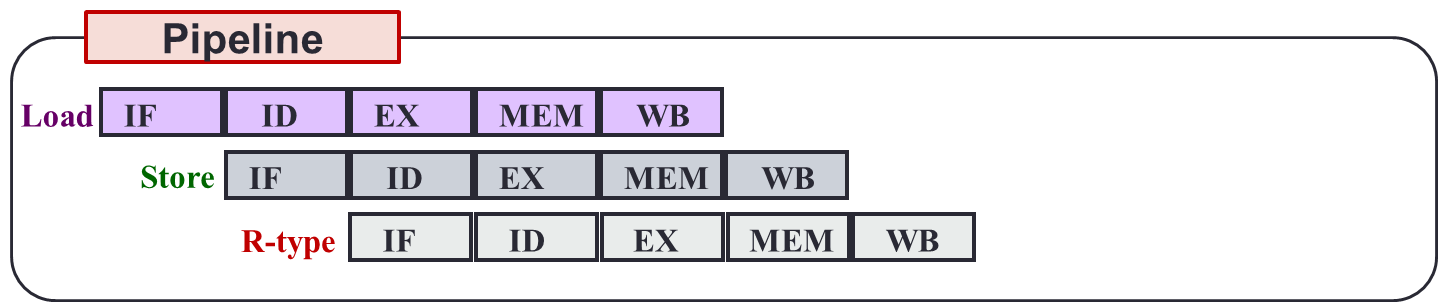 Pipeline
Load IF ID EX MEM WB
Store IF ID EX MEM WB
R-type IF ID EX MEM WB